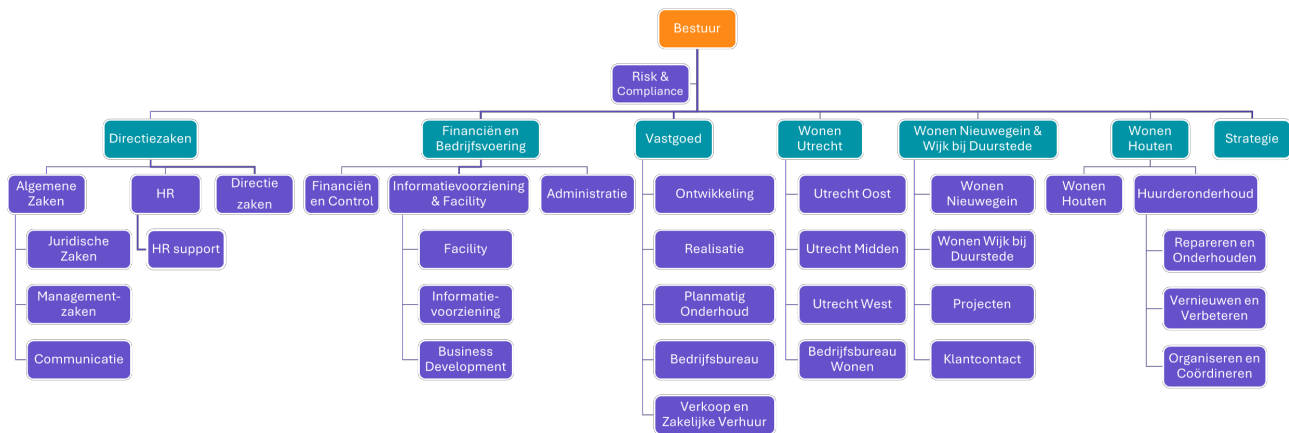 Bestuur
Risk &
Compliance
Directiezaken
Financiën en
Bedrijfsvoering
Vastgoed
Wonen
Utrecht
Wonen Nieuwegein &
Wijk bij Duurstede
Wonen
Houten
Strategie
Algemene
Zaken
HR
Directie
zaken
Financiën
en Control
Informatievoorziening
& Facility
Administratie
Ontwikkeling
Utrecht Oost
Wonen
Nieuwegein
Wonen
Houten
Huurderonderhoud
Juridische
Zaken
HR support
Facility
Realisatie
Utrecht Midden
Wonen Wijk bij
Duurstede
Repareren en
Onderhouden
Management-
zaken
Informatie-
voorziening
Planmatig
Onderhoud
Utrecht West
Projecten
Vernieuwen en
Verbeteren
Communicatie
Business
Development
Bedrijfsbureau
Bedrijfsbureau
Wonen
Klantcontact
Organiseren en
Coördineren
Verkoop en
Zakelijke Verhuur